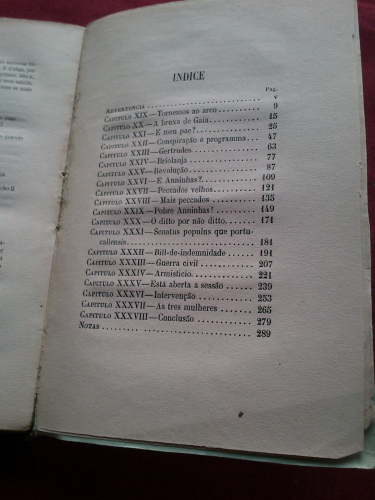 INDICE
Pag.
ADVERTENCIA ........ V
CAPITULO XIX—Tornemos ao arco ........ 9
CAPITULO XX—A bruxa de Gaia ........ 15
CAPITULO XXI—E meu pae? ........ 25
CAPITULO XXII—Conspiração e programma ........ 47
CAPITULO XXIII—Gertrudes ........ 63
CAPITULO XXIV—Briolanja ........ 77
CAPITULO XXV—Revolução ........ 87
CAPITULO XXVI—E Anninhas? ........ 109
CAPITULO XXVII—Peccados velhos ........ 121
CAPITULO XXVIII—Mais peccados ........ 135
CAPITULO XXIX—Pobre Anninhas? ........ 149
CAPITULO XXX—O ditto por não ditto ........ 171
CAPITULO XXXI—Senatus populus que portu-
caliensis ........ 181
CAPITULO XXXII—Bill-de-indemnidade ........ 191
CAPITULO XXXIII—Guerra civil ........ 207
CAPITULO XXXIV—Armisticio ........ 221
CAPITULO XXXV—Está aberta a sessão ........ 239
CAPITULO XXXVI—Intervenção ........ 253
CAPITULO XXXVII—As tres mulheres ........ 265
CAPITULO XXXVIII—Conclusão ........ 279
NOTAS ........ 289
quando